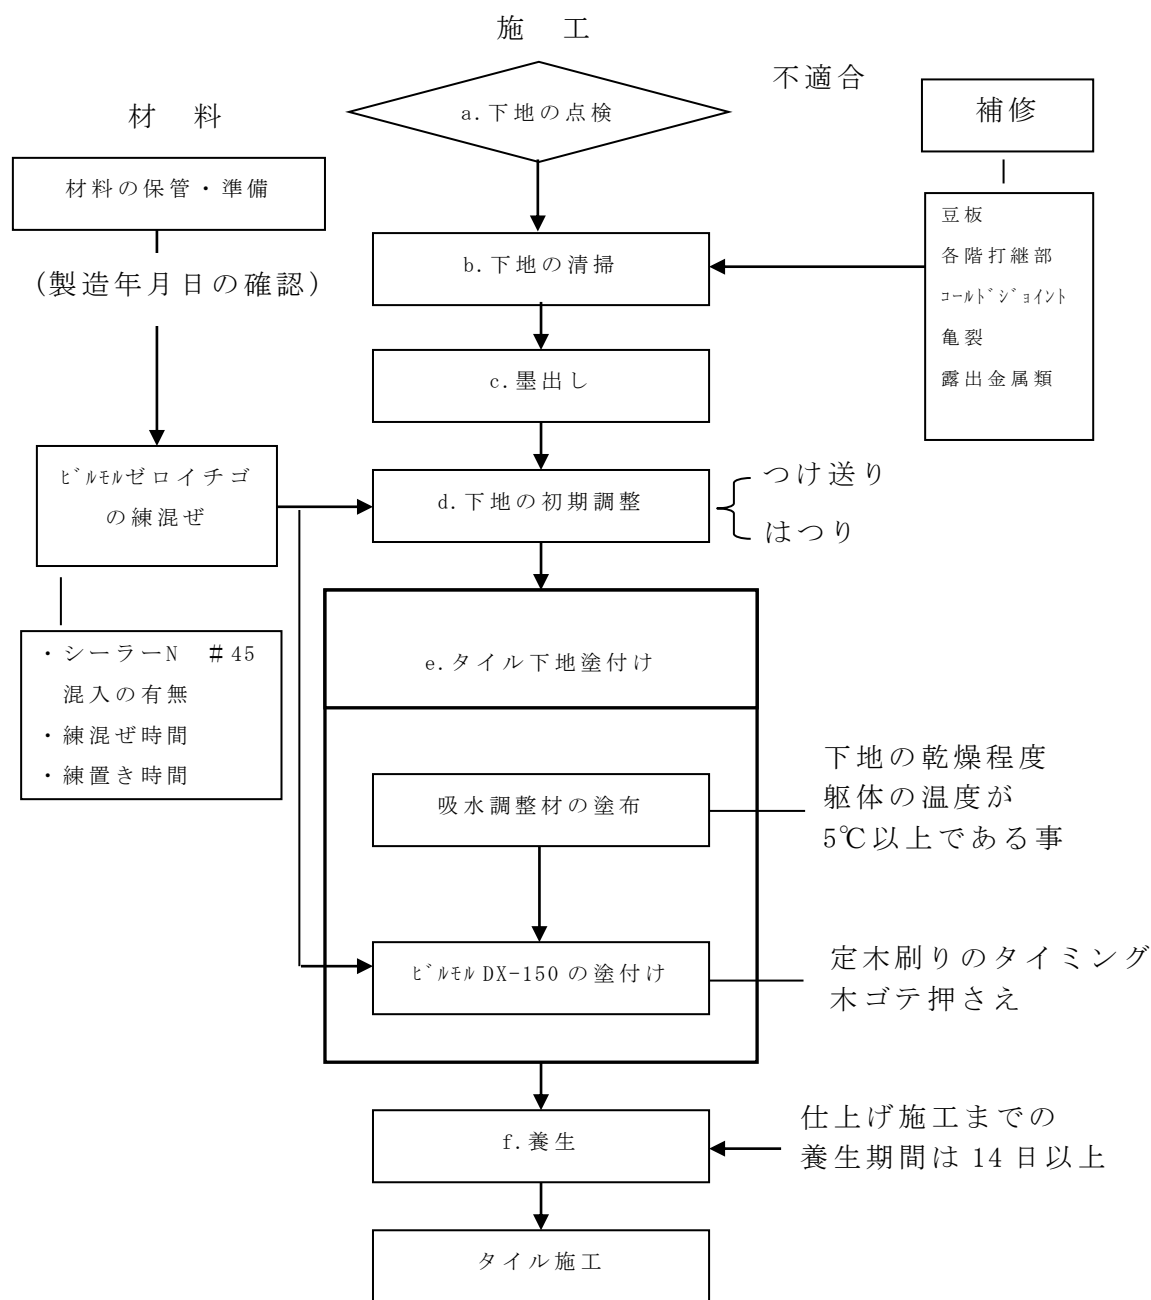 施　工
a.下地の点検
不適合
補修
豆板
各階打継部
ｺｰﾙﾄﾞｼﾞｮｲﾝﾄ
亀裂
露出金属類
材　料
材料の保管・準備
(製造年月日の確認)
ﾋﾞﾙﾓﾙゼロイチゴ
の練混ぜ
・シーラーN　＃45
混入の有無
・練混ぜ時間
・練置き時間
b.下地の清掃
c.墨出し
d.下地の初期調整
つけ送り
はつり
e.タイル下地塗付け
吸水調整材の塗布
下地の乾燥程度
躯体の温度が
5℃以上である事
ﾋﾞﾙﾓﾙDX-150の塗付け
定木刷りのタイミング
木ゴテ押さえ
f.養生
仕上げ施工までの
養生期間は14日以上
タイル施工